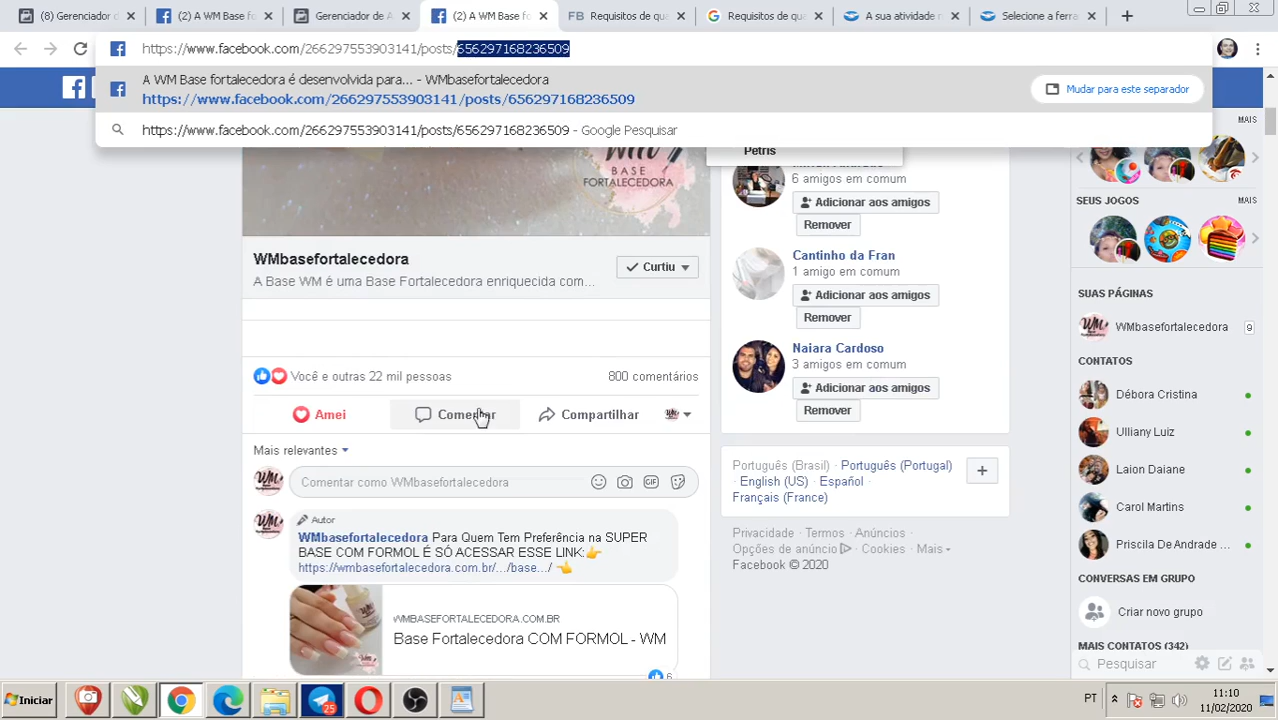 (8) Gerenciador de
(2) A WM Base fo
Gerenciador de A
(2) A WM Base fo
Requisitos de qu
Requisitos de qu
A sua atividade n
Selecione a ferra
https://www.facebook.com/266297553903141/posts/656297168236509
A WM Base fortalecedora é desenvolvida para... - WMbasefortalecedora
https://www.facebook.com/266297553903141/posts/656297168236509
Mudar para este separador
https://www.facebook.com/266297553903141/posts/656297168236509 - Google Pesquisar
Petris
BASE
FORTALECEDORA
WMbasefortalecedora
A Base WM é uma Base Fortalecedora enriquecida com...
Curtiu
Você e outras 22 mil pessoas
800 comentários
Amei
Comentar
Compartilhar
Mais relevantes
Comentar como WMbasefortalecedora
GIF
Autor
WMbasefortalecedora Para Quem Tem Preferência na SUPER
BASE COM FORMOL É SÓ ACESSAR ESSE LINK:👉
https://wmbasefortalecedora.com.br/.../base.../ 👈
WMBASEFORTALECEDORA.COM.BR
Base Fortalecedora COM FORMOL - WM
6
6 amigos em comum
Adicionar aos amigos
Remover
Cantinho da Fran
1 amigo em comum
Adicionar aos amigos
Remover
Naiara Cardoso
3 amigos em comum
Adicionar aos amigos
Remover
Português (Brasil) · Português (Portugal)
· English (US) · Español ·
Français (France)
Privacidade · Termos · Anúncios ·
Opções de anúncio · Cookies · Mais
Facebook © 2020
MAIS
SEUS JOGOS
MAIS
SUAS PÁGINAS
WMbasefortalecedora
9
CONTATOS
Débora Cristina
Ulliany Luiz
Laion Daiane
Carol Martins
Priscila De Andrade ...
CONVERSAS EM GRUPO
Criar novo grupo
MAIS CONTATOS (342)
Pesquisar
Iniciar
25
PT
11:10
11/02/2020